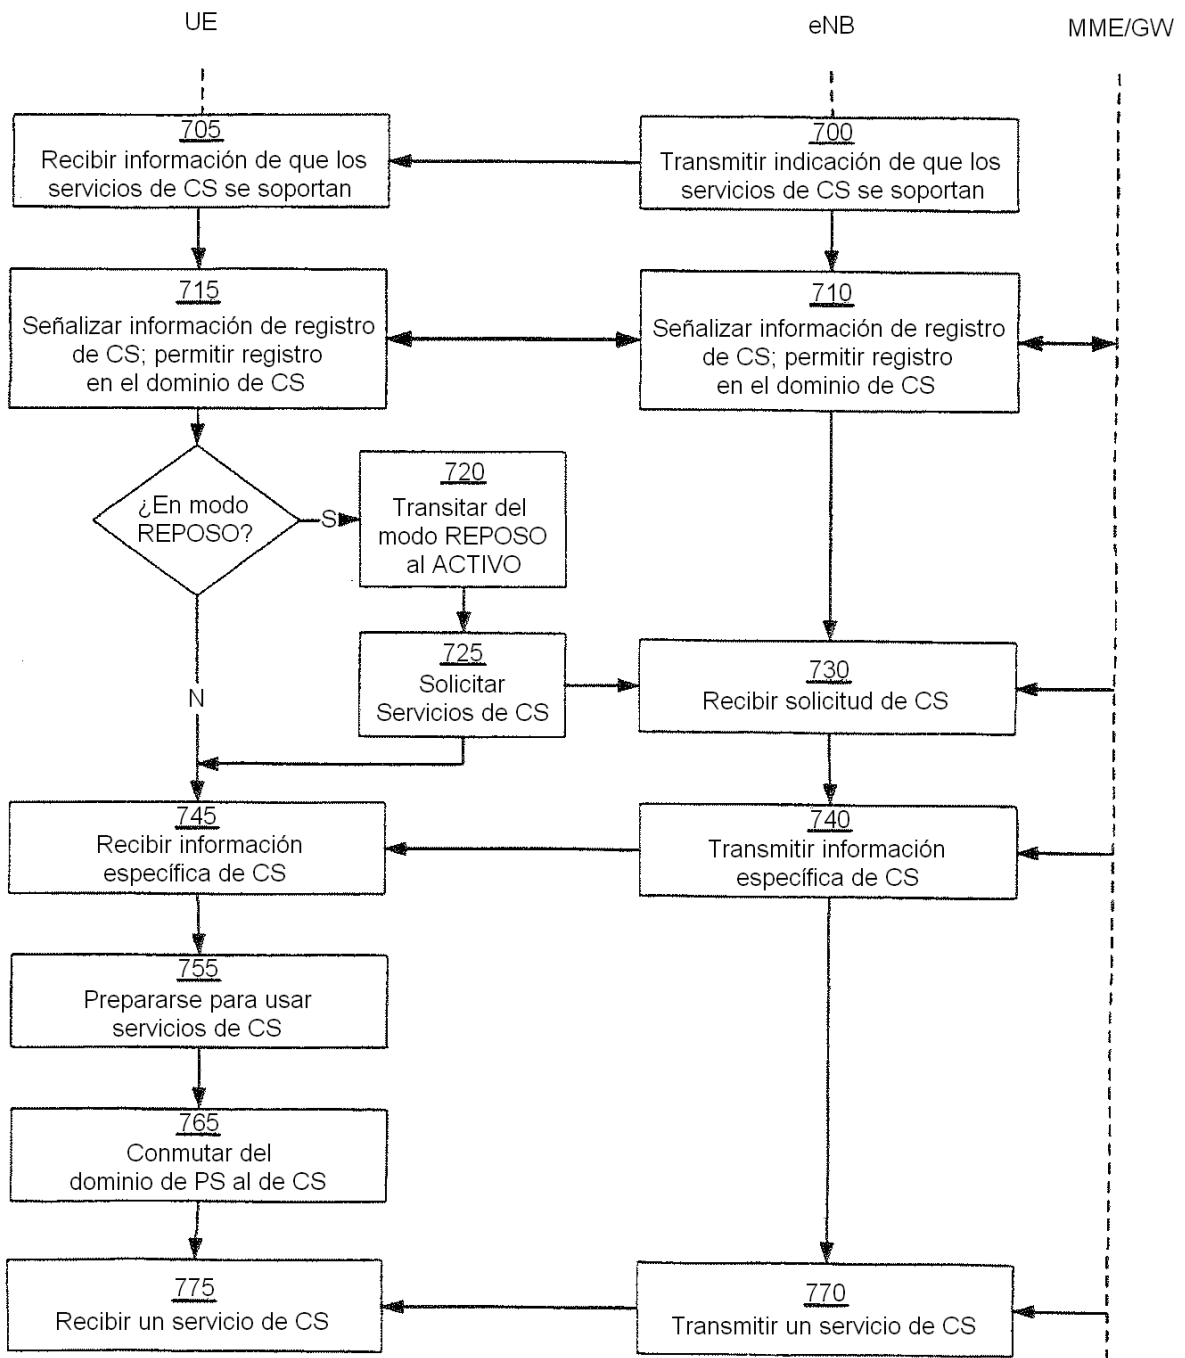 UE
eNB
MME/GW
705
Recibir información de que los
servicios de CS se soportan
700
Transmitir indicación de que los
servicios de CS se soportan
715
Señalizar información de registro
de CS; permitir registro
en el dominio de CS
710
Señalizar información de registro
de CS; permitir registro
en el dominio de CS
¿En modo
REPOSO?
S
720
Transitar del
modo REPOSO
al ACTIVO
725
Solicitar
Servicios de CS
730
Recibir solicitud de CS
N
745
Recibir información
específica de CS
740
Transmitir información
específica de CS
755
Prepararse para usar
servicios de CS
765
Conmutar del
dominio de PS al de CS
775
Recibir un servicio de CS
770
Transmitir un servicio de CS